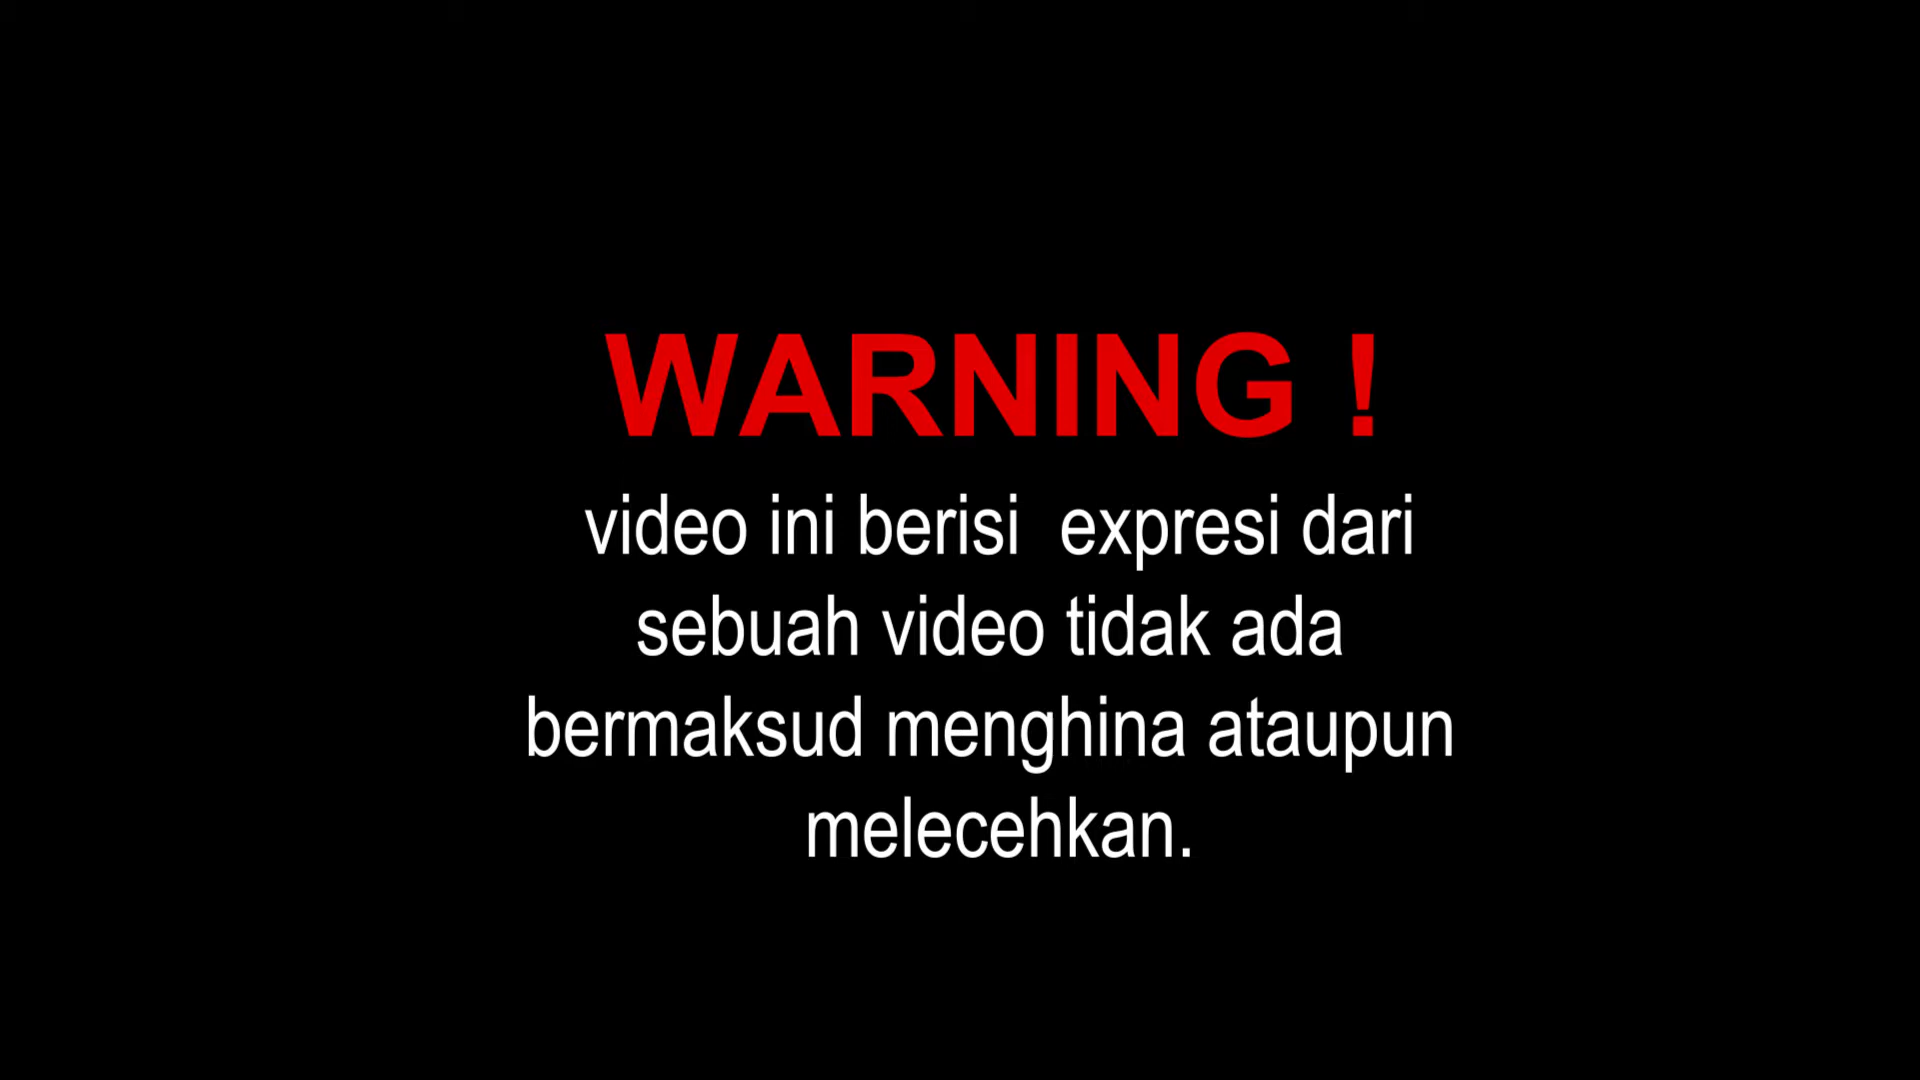 WARNING !
video ini berisi  expresi dari
sebuah video tidak ada
bermaksud menghina ataupun
melecehkan.